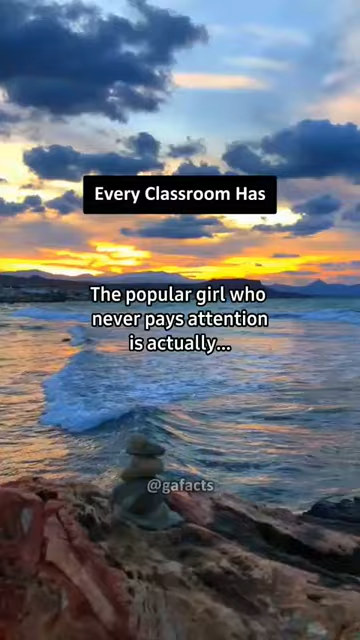 Every Classroom Has
The popular girl who
never pays attention
is actually...
@gafacts